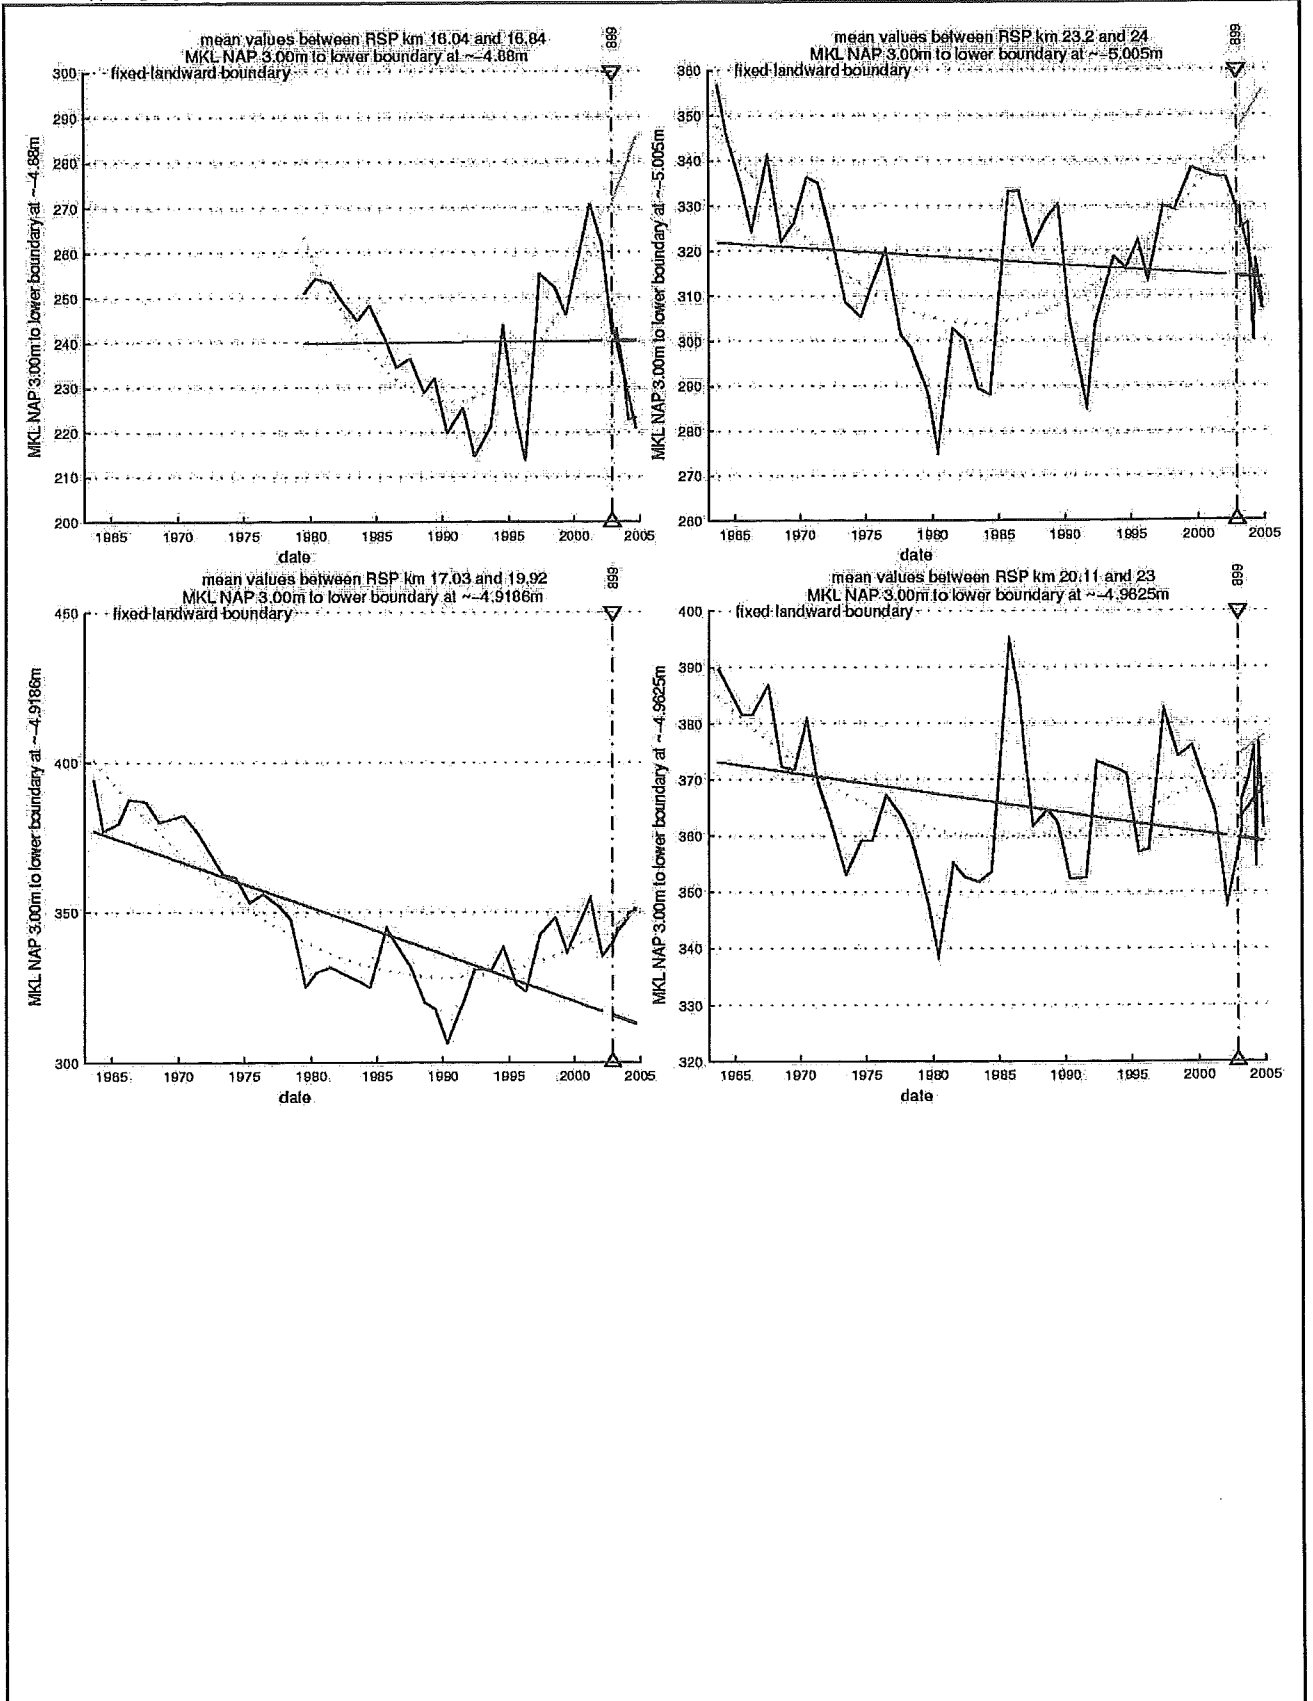 mean values between RSP km 16.04 and 16.84
MKL NAP 3.00m to lower boundary at ~-4.88m
fixed landward boundary
899
MKL NAP 3.00m to lower boundary at ~-4.88m
300
290
280
270
260
250
240
230
220
210
200
1965 1970 1975 1980 1985 1990 1995 2000 2005
date
mean values between RSP km 23.2 and 24
MKL NAP 3.00m to lower boundary at ~-5.005m
fixed landward boundary
899
MKL NAP 3.00m to lower boundary at ~-5.005m
360
350
340
330
320
310
300
290
280
270
260
1965 1970 1975 1980 1985 1990 1995 2000 2005
date
mean values between RSP km 17.03 and 19.92
MKL NAP 3.00m to lower boundary at ~-4.9186m
fixed landward boundary
899
MKL NAP 3.00m to lower boundary at ~-4.9186m
450
400
350
300
1965 1970 1975 1980 1985 1990 1995 2000 2005
date
mean values between RSP km 20.11 and 23
MKL NAP 3.00m to lower boundary at ~-4.9625m
fixed landward boundary
899
MKL NAP 3.00m to lower boundary at ~-4.9625m
400
390
380
370
360
350
340
330
320
1965 1970 1975 1980 1985 1990 1995 2000 2005
date